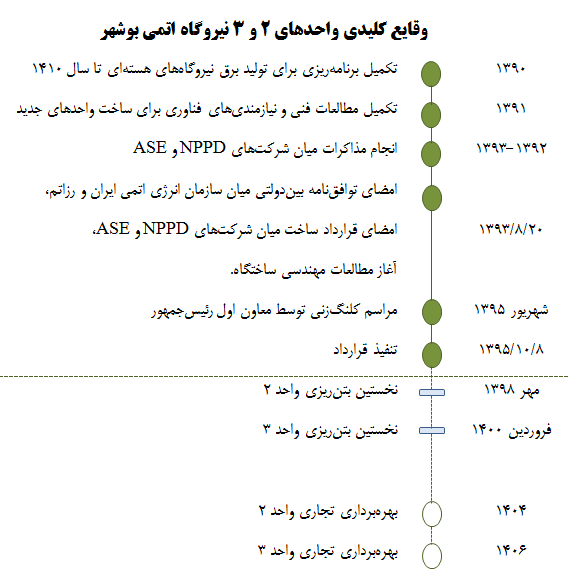 وقایع کلیدی واحدهای ۲ و ۳ نیروگاه اتمی بوشهر
۱۳۹۰ تکمیل برنامه‌ریزی برای تولید برق نیروگاه‌های هسته‌ای تا سال ۱۴۱۰
۱۳۹۱ تکمیل مطالعات فنی و نیازمندی‌های فناوری برای ساخت واحدهای جدید
۱۳۹۲-۱۳۹۳ انجام مذاکرات میان شرکت‌های NPPD و ASE
امضای توافق‌نامه بین‌دولتی میان سازمان انرژی اتمی ایران و رزاتم،
۱۳۹۳/۸/۲۰ امضای قرارداد ساخت میان شرکت‌های NPPD و ASE،
آغاز مطالعات مهندسی ساختگاه.
شهریور ۱۳۹۵ مراسم کلنگ‌زنی توسط معاون اول رئیس‌جمهور
۱۳۹۵/۱۰/۸ تنفیذ قرارداد
مهر ۱۳۹۸ نخستین بتن‌ریزی واحد ۲
فروردین ۱۴۰۰ نخستین بتن‌ریزی واحد ۳
۱۴۰۴ بهره‌برداری تجاری واحد ۲
۱۴۰۶ بهره‌برداری تجاری واحد ۳